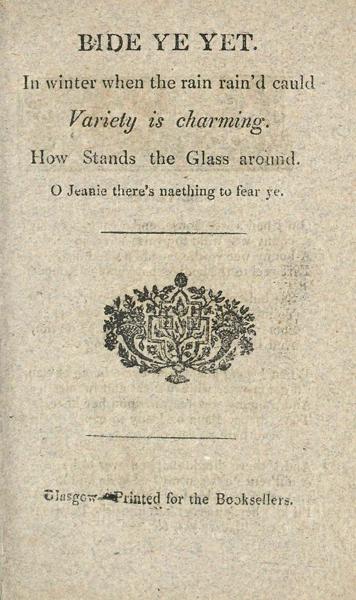 BIDE YE YET.
In winter when the rain rain'd cauld
Variety is charming.
How Stands the Glass around.
O Jeanie there's naething to fear ye.
Glasgow—Printed for the Booksellers.